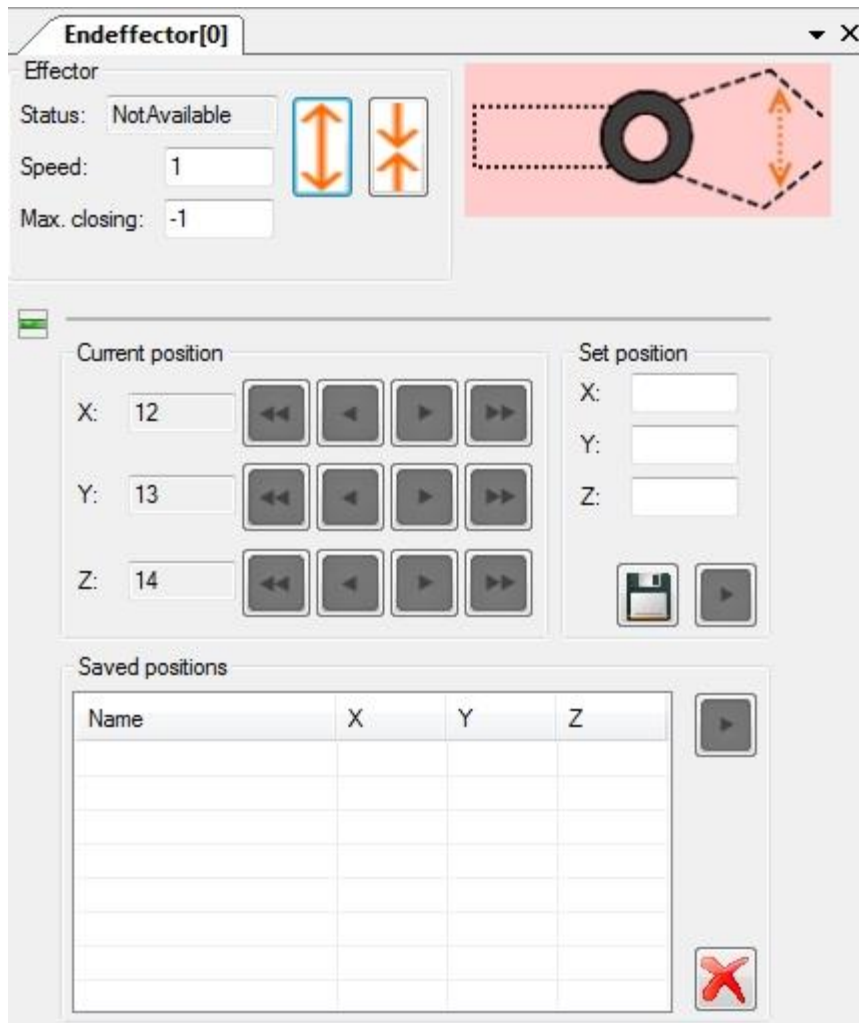 Endeffector[0]
Effector
Status: NotAvailable
Speed: 1
Max. closing: -1
Current position
X: 12
Y: 13
Z: 14
Set position
X:
Y:
Z:
Saved positions
Name X Y Z